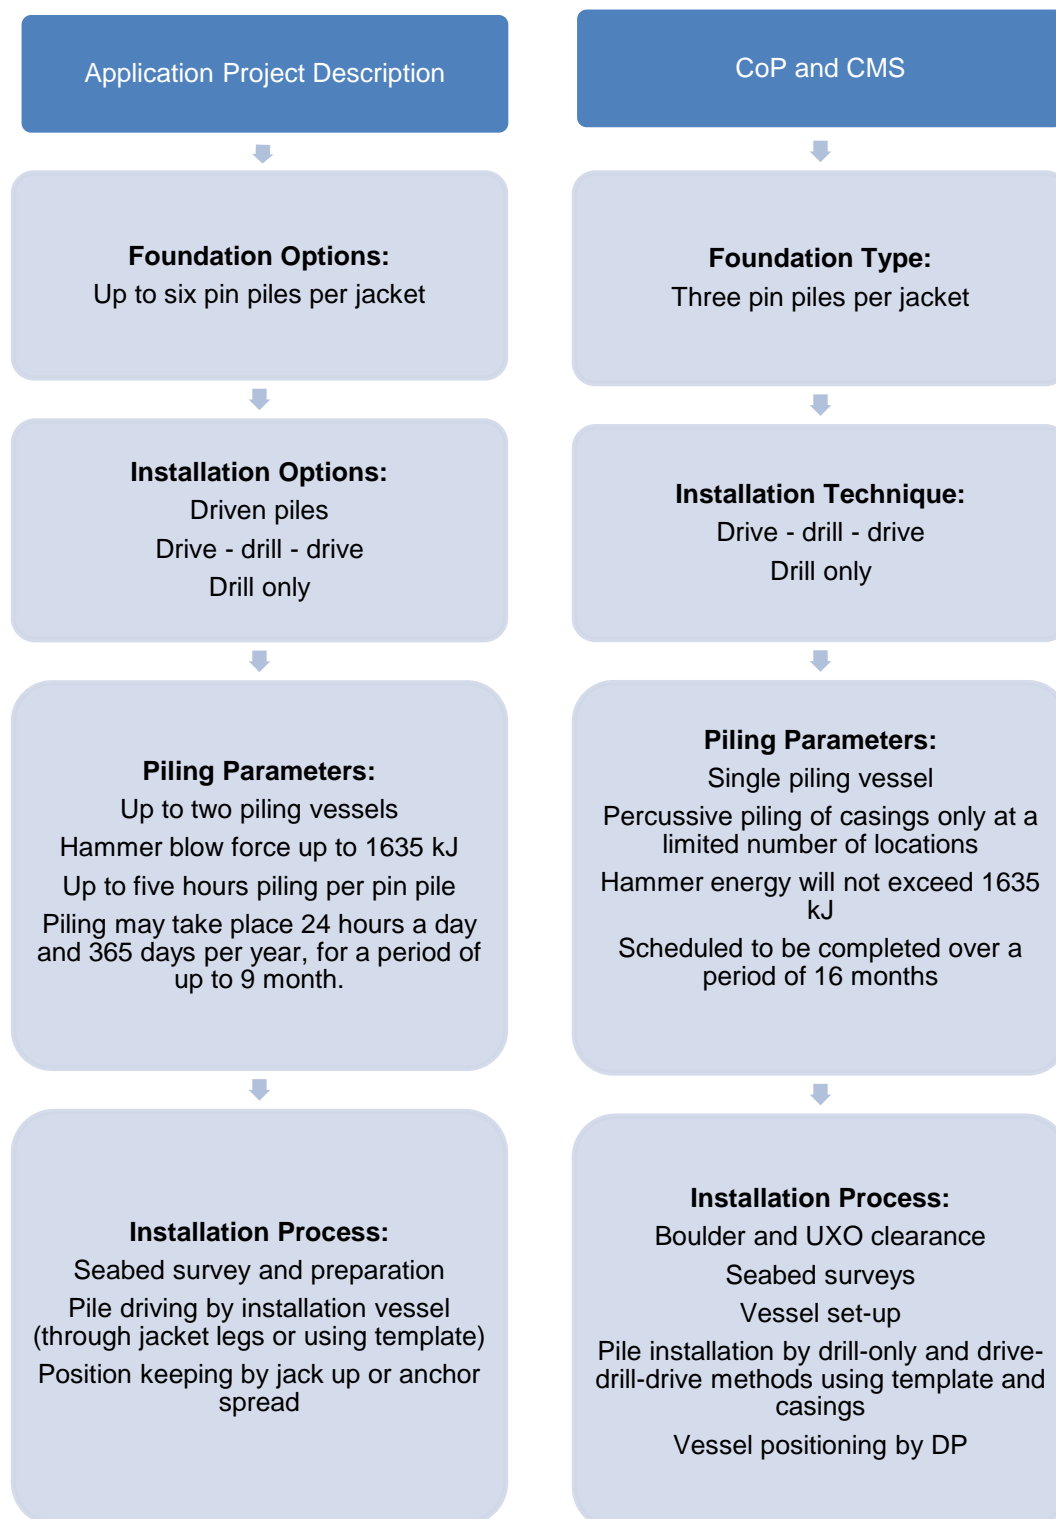 Application Project Description
Foundation Options:
Up to six pin piles per jacket
Installation Options:
Driven piles
Drive - drill - drive
Drill only
Piling Parameters:
Up to two piling vessels
Hammer blow force up to 1635 kJ
Up to five hours piling per pin pile
Piling may take place 24 hours a day
and 365 days per year, for a period of
up to 9 month.
Installation Process:
Seabed survey and preparation
Pile driving by installation vessel
(through jacket legs or using template)
Position keeping by jack up or anchor
spread
CoP and CMS
Foundation Type:
Three pin piles per jacket
Installation Technique:
Drive - drill - drive
Drill only
Piling Parameters:
Single piling vessel
Percussive piling of casings only at a
limited number of locations
Hammer energy will not exceed 1635
kJ
Scheduled to be completed over a
period of 16 months
Installation Process:
Boulder and UXO clearance
Seabed surveys
Vessel set-up
Pile installation by drill-only and drive-
drill-drive methods using template and
casings
Vessel positioning by DP